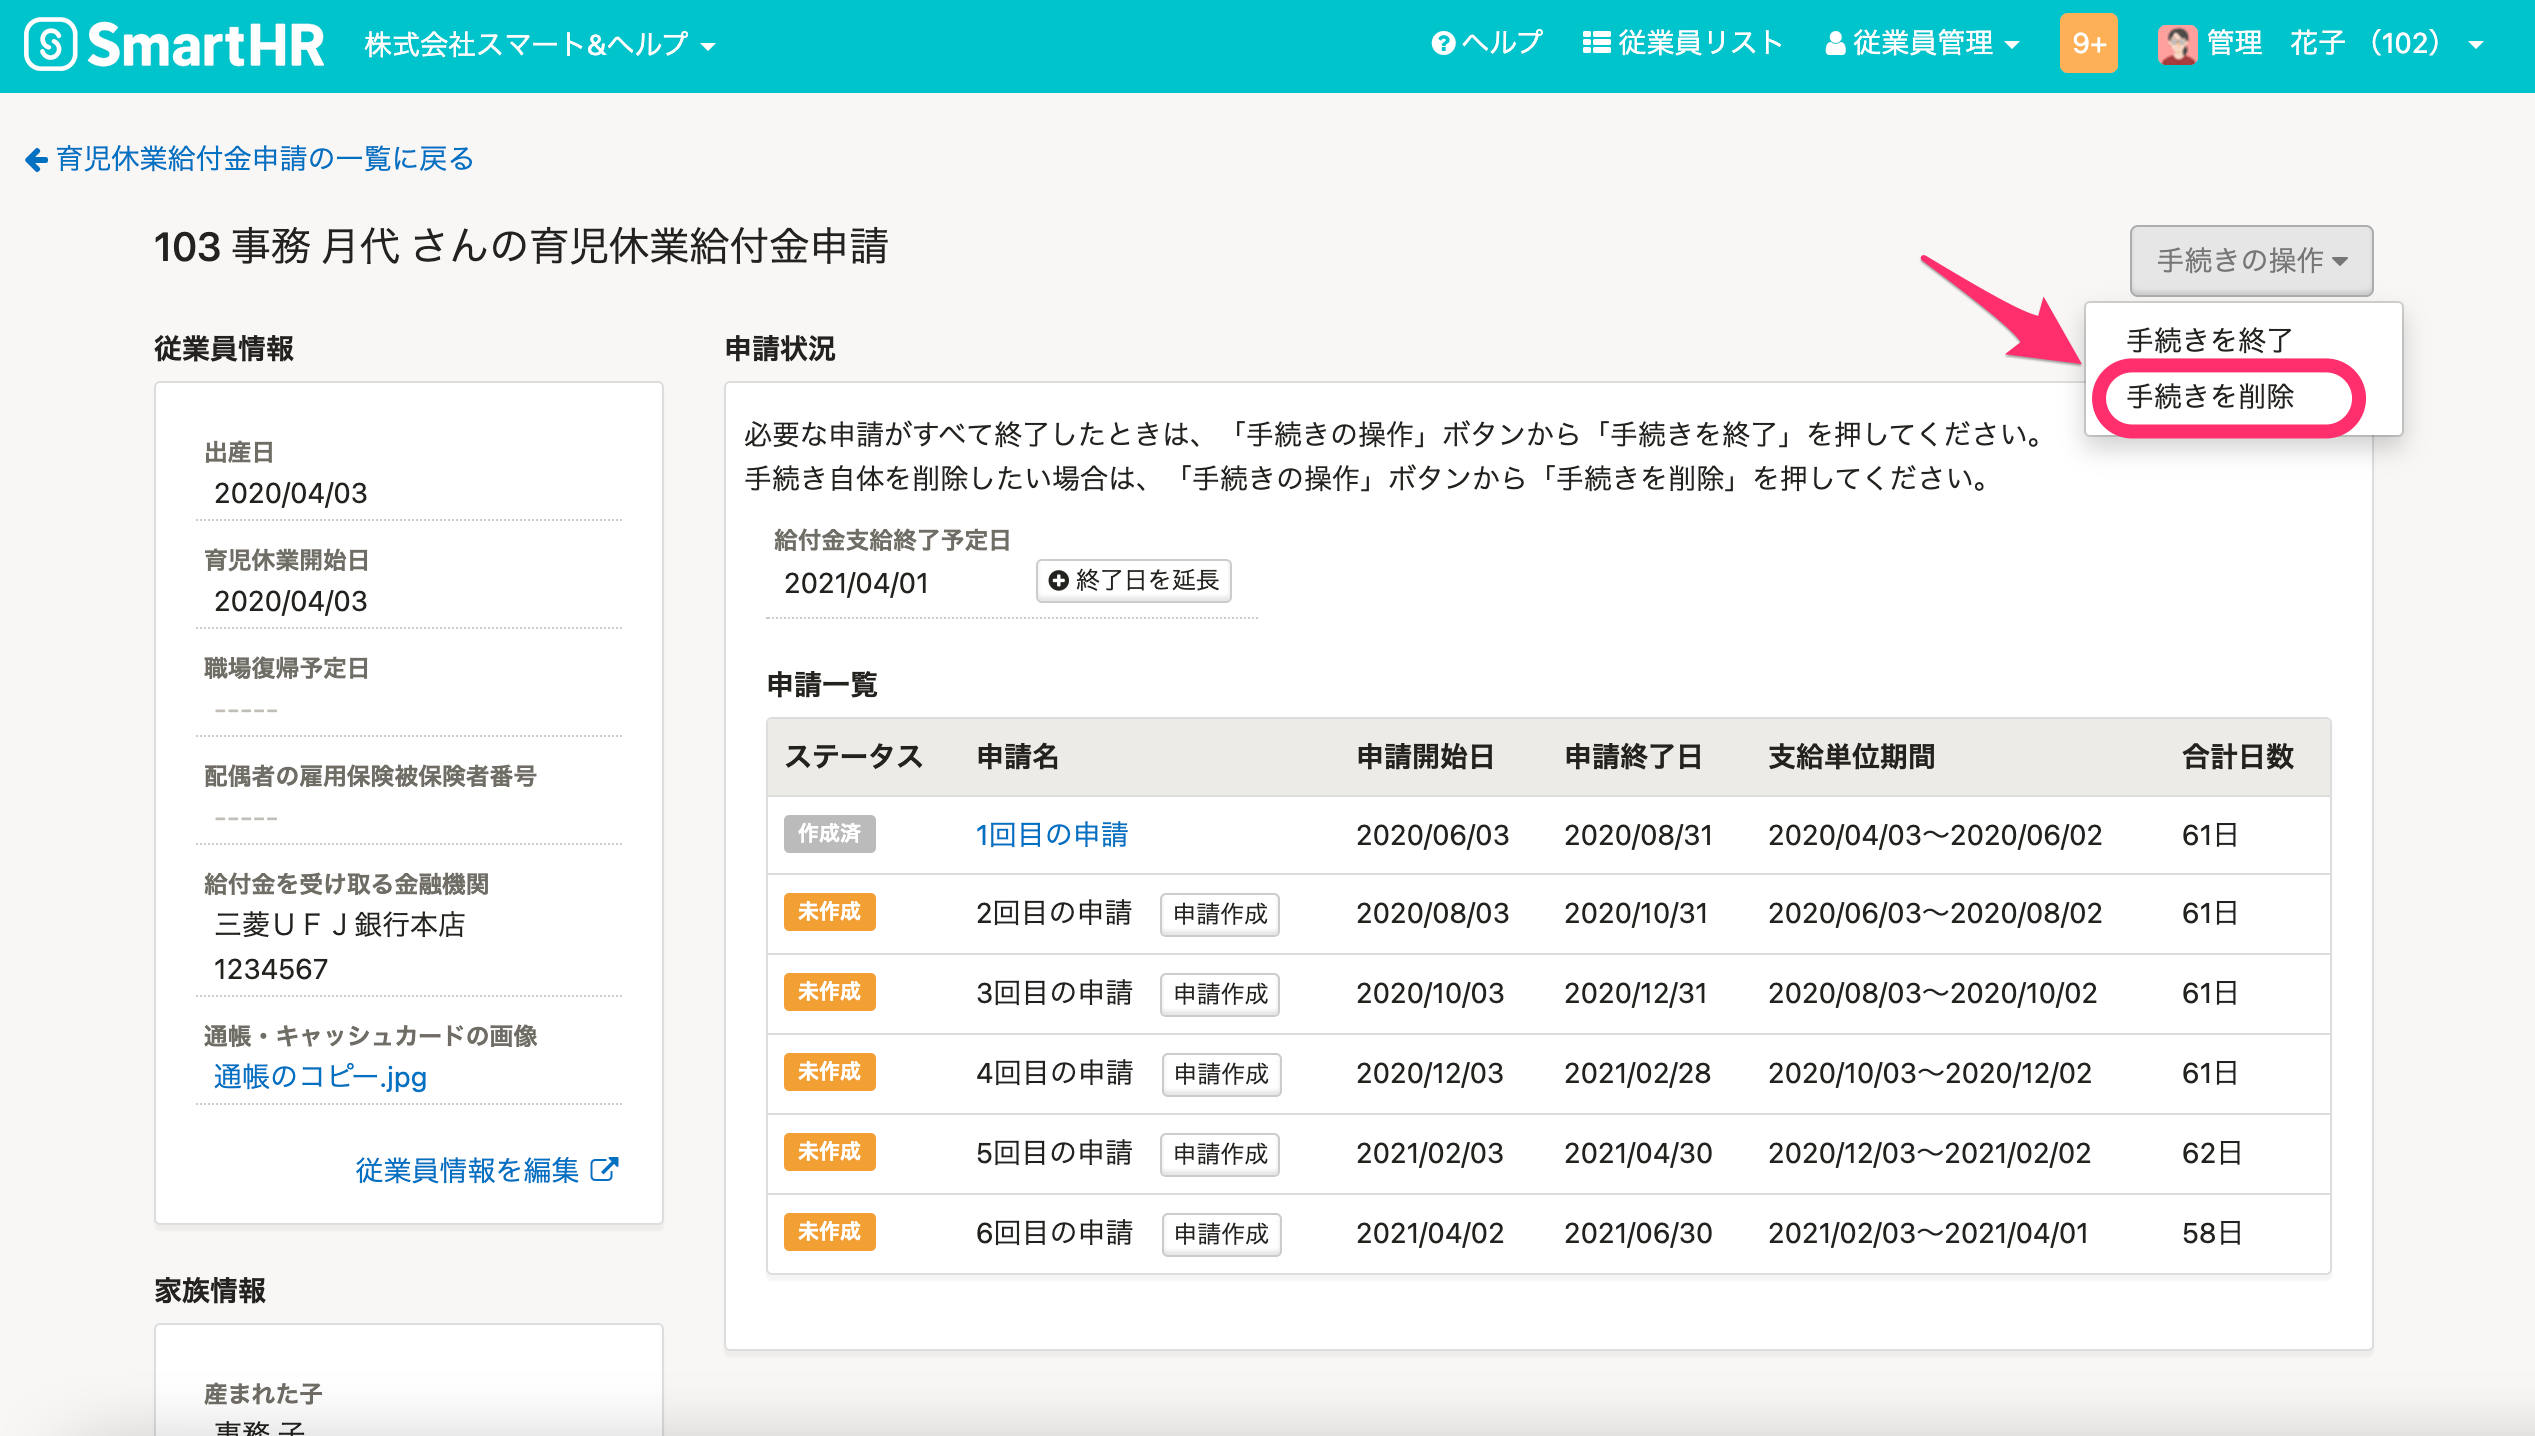 SmartHR 株式会社スマート&ヘルプ ヘルプ 従業員リスト 従業員管理 9+ 管理 花子 （102）
育児休業給付金申請の一覧に戻る
103 事務 月代 さんの育児休業給付金申請
手続きの操作
手続きを終了
手続きを削除
従業員情報
出産日
2020/04/03
育児休業開始日
2020/04/03
職場復帰予定日
-----
配偶者の雇用保険被保険者番号
-----
給付金を受け取る金融機関
三菱ＵＦＪ銀行本店
1234567
通帳・キャッシュカードの画像
通帳のコピー.jpg
従業員情報を編集
家族情報
産まれた子
事務 子
申請状況
必要な申請がすべて終了したときは、「手続きの操作」ボタンから「手続きを終了」を押してください。
手続き自体を削除したい場合は、「手続きの操作」ボタンから「手続きを削除」を押してください。
給付金支給終了予定日
2021/04/01 終了日を延長
申請一覧
ステータス 申請名 申請開始日 申請終了日 支給単位期間 合計日数
作成済 1回目の申請 2020/06/03 2020/08/31 2020/04/03〜2020/06/02 61日
未作成 2回目の申請 申請作成 2020/08/03 2020/10/31 2020/06/03〜2020/08/02 61日
未作成 3回目の申請 申請作成 2020/10/03 2020/12/31 2020/08/03〜2020/10/02 61日
未作成 4回目の申請 申請作成 2020/12/03 2021/02/28 2020/10/03〜2020/12/02 61日
未作成 5回目の申請 申請作成 2021/02/03 2021/04/30 2020/12/03〜2021/02/02 62日
未作成 6回目の申請 申請作成 2021/04/02 2021/06/30 2021/02/03〜2021/04/01 58日